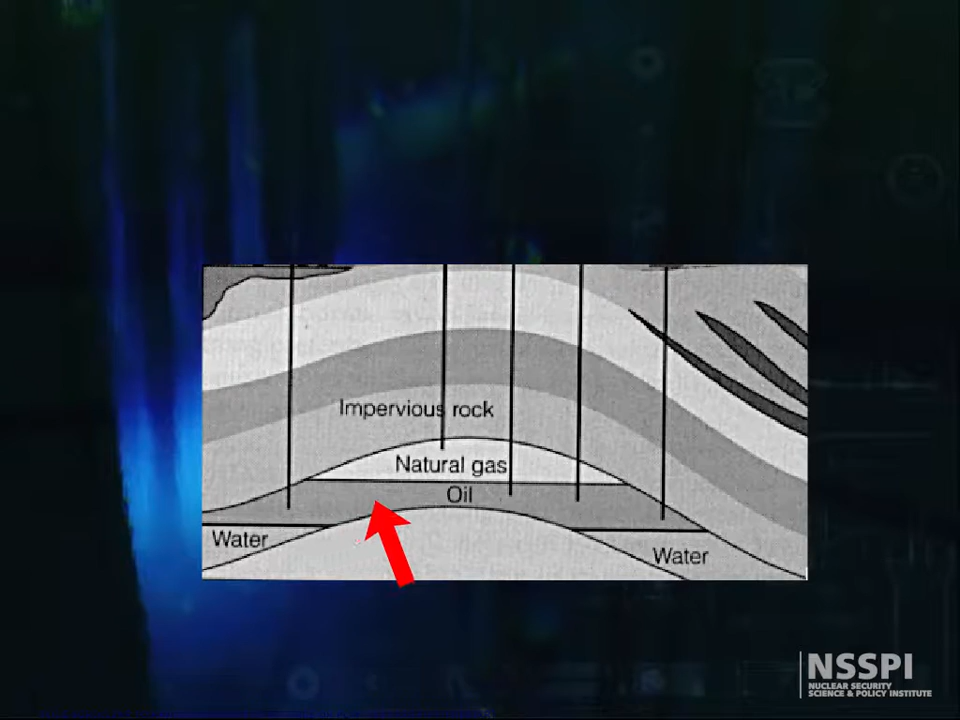 Impervious rock
Natural gas
Oil
Water
Water
NSSPI
NUCLEAR SECURITY
SCIENCE & POLICY INSTITUTE